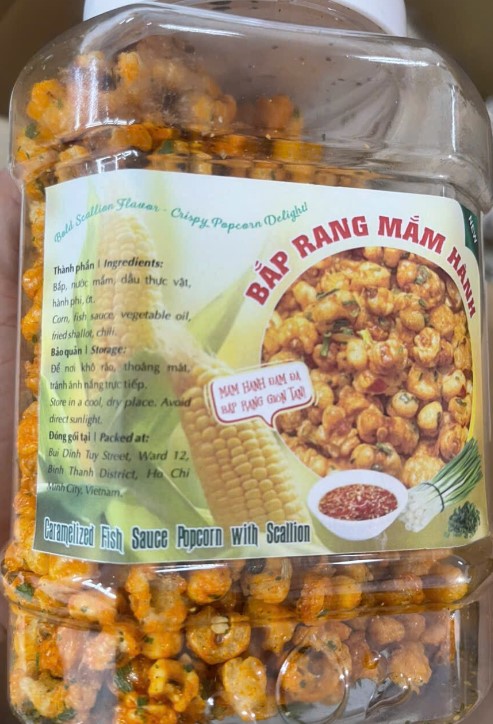 Bold Scallion Flavor - Crispy Popcorn Delight!
NEW
BẮP RANG MẮM HÀNH
Thành phần | Ingredients:
Bắp, nước mắm, dầu thực vật,
hành phi, ớt.
Corn, fish sauce, vegetable oil,
fried shallot, chili.
Bảo quản | Storage:
Để nơi khô ráo, thoáng mát,
tránh ánh nắng trực tiếp.
Store in a cool, dry place. Avoid
direct sunlight.
Đóng gói tại | Packed at:
Bui Dinh Tuy Street, Ward 12,
Binh Thanh District, Ho Chi
Minh City, Vietnam.
MẮM HÀNH ĐẬM ĐÀ
BẮP RANG GIÒN TAN!
Caramelized Fish Sauce Popcorn with Scallion